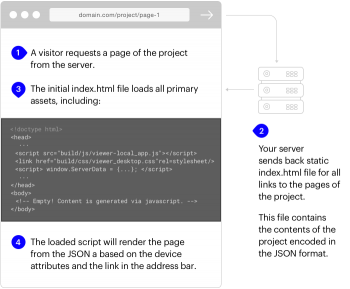 domain.com/project/page-1
1 A visitor requests a page of the project
from the server.
3 The initial index.html file loads all primary
assets, including:
<!doctype html>
<head>
...
<script src="build/js/viewer-local_app.js"></script>
<link href="build/css/viewer_desktop.css"rel=stylesheet/>
<script> window.ServerData = {...}; </script>
...
</head>
<body>
<!-- Empty! Content is generated via javascript. -->
</body>
4 The loaded script will render the page
from the JSON a based on the device
attributes and the link in the address bar.
2
Your server
sends back static
index.html file for all
links to the pages of
the project.
This file contains
the contents of the
project encoded in
the JSON format.